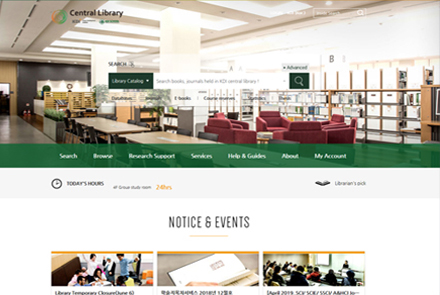 Central Library
SEARCH
+ Advanced
Library Catalog
Search books, journals held in KDI central library !
Databases
E books
Course reserves
Search
Browse
Research Support
Services
Help & Guides
About
My Account
TODAY'S HOURS
4F Group study room
24hrs
Librarian's pick
NOTICE & EVENTS
Library Temporary Closure(June 6)
학술지목차서비스 2018년 12월호
[April 2019, SCI/ SCIE/ SSCI/ A&HCI Jo…